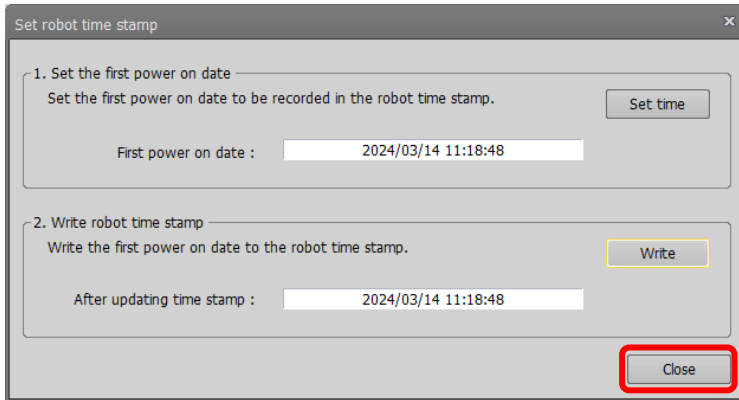 Set robot time stamp
1. Set the first power on date
Set the first power on date to be recorded in the robot time stamp.
Set time
First power on date :
2024/03/14 11:18:48
2. Write robot time stamp
Write the first power on date to the robot time stamp.
Write
After updating time stamp :
2024/03/14 11:18:48
Close